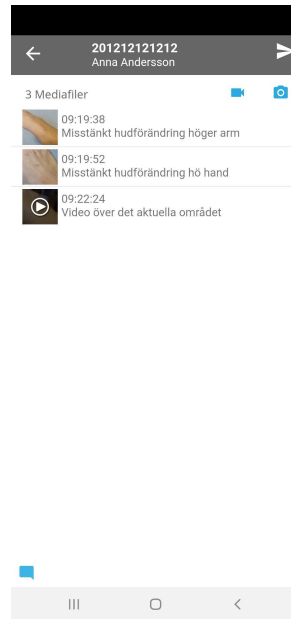 201212121212
Anna Andersson
3 Mediafiler
09:19:38
Misstänkt hudförändring höger arm
09:19:52
Misstänkt hudförändring hö hand
09:22:24
Video över det aktuella området